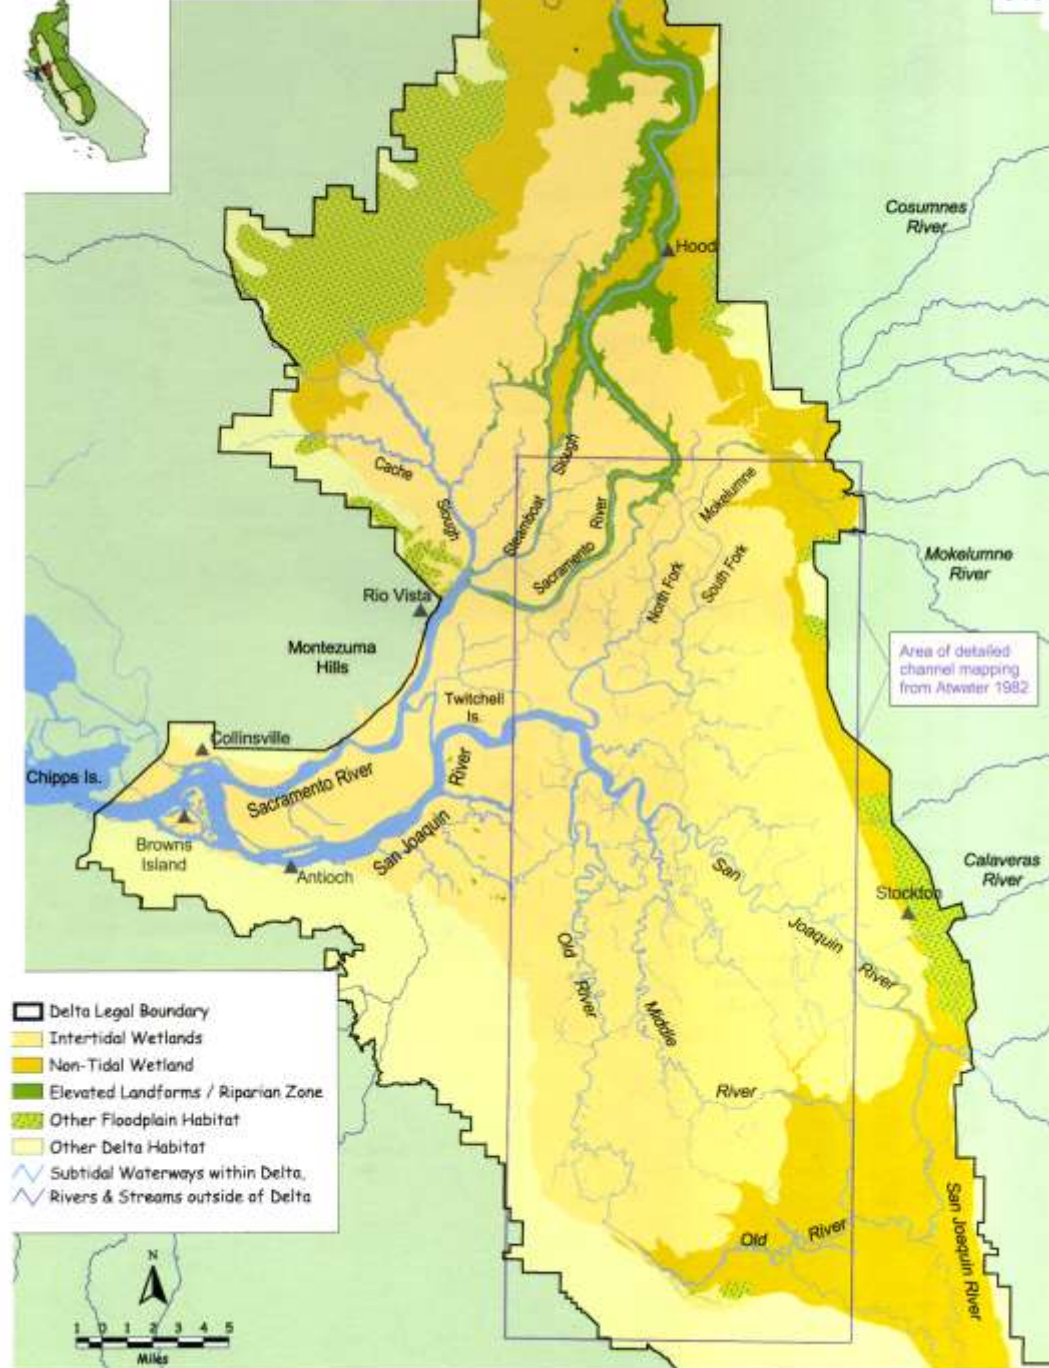 Cosumnes
River
Hood
Cache
Slough
Steamboat
Slough
Sacramento
River
Mokelumne
North Fork
South Fork
Mokelumne
River
Rio Vista
Montezuma
Hills
Area of detailed
channel mapping
from Atwater 1982
Twitchell
Is.
Collinsville
Chipps Is.
Sacramento River
San Joaquin
River
Browns
Island
Antioch
San
Joaquin
River
Calaveras
River
Stockton
Old
River
Middle
River
Old
River
San Joaquin River
Delta Legal Boundary
Intertidal Wetlands
Non-Tidal Wetland
Elevated Landforms / Riparian Zone
Other Floodplain Habitat
Other Delta Habitat
Subtidal Waterways within Delta,
Rivers & Streams outside of Delta
N
1 0 1 2 3 4 5
Miles